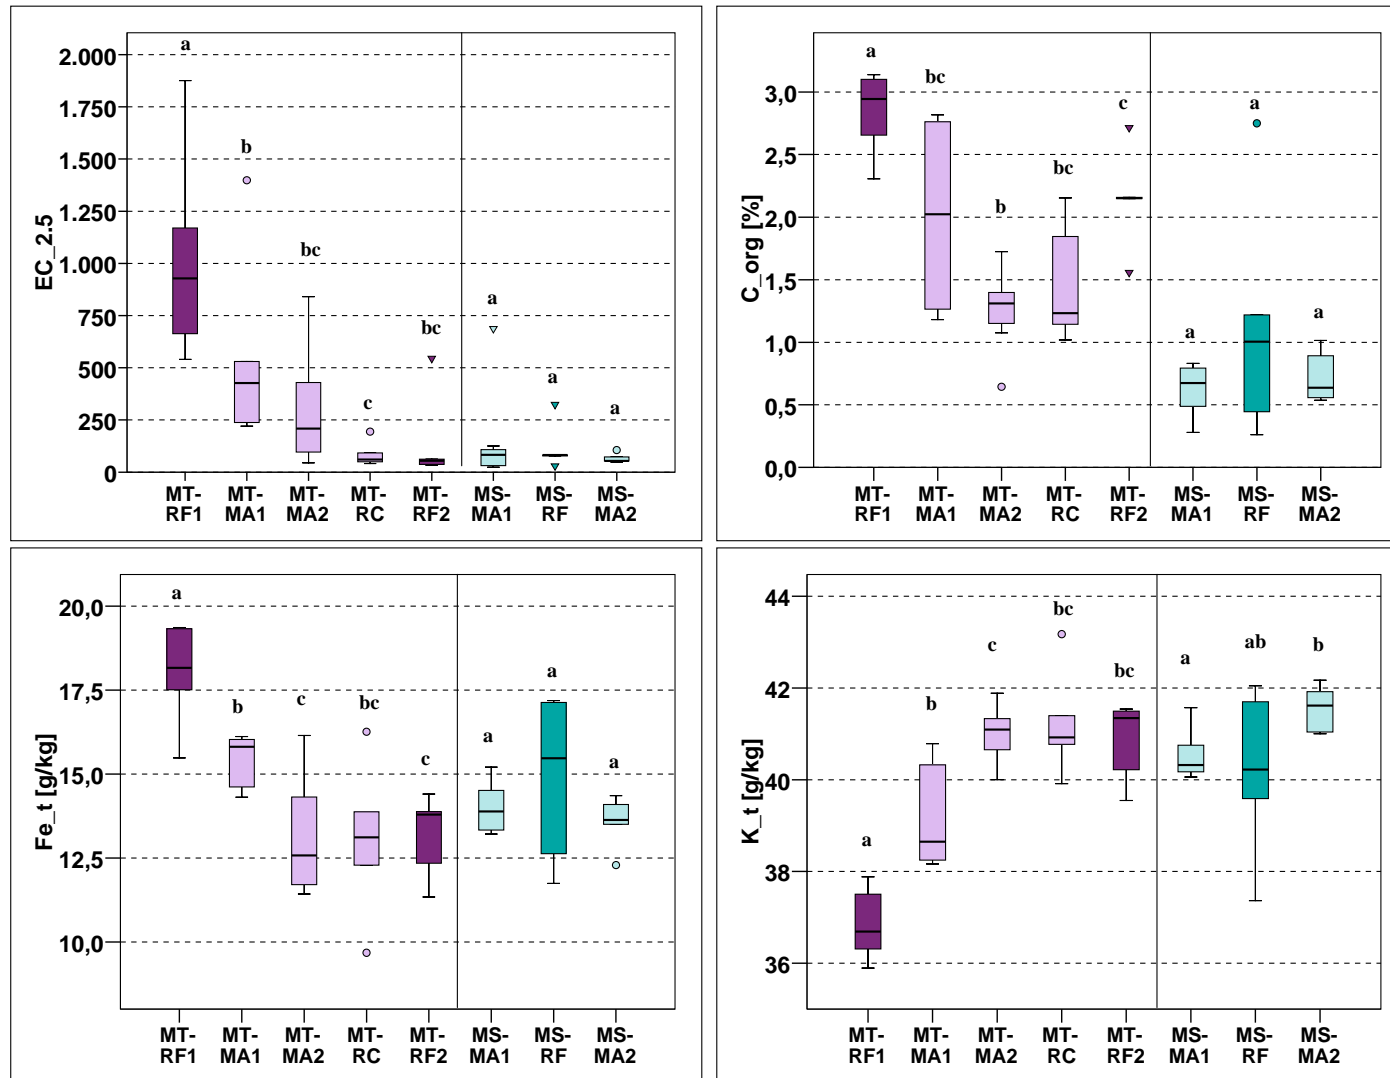 a
b
bc
c
bc
a
a
a
EC_2.5
2.000
1.750
1.500
1.250
1.000
750
500
250
0
MT-RF1
MT-MA1
MT-MA2
MT-RC
MT-RF2
MS-MA1
MS-RF
MS-MA2
a
bc
b
bc
c
a
a
a
C_org [%]
3,0
2,5
2,0
1,5
1,0
0,5
0,0
MT-RF1
MT-MA1
MT-MA2
MT-RC
MT-RF2
MS-MA1
MS-RF
MS-MA2
a
b
c
bc
c
a
a
a
Fe_t [g/kg]
20,0
17,5
15,0
12,5
10,0
MT-RF1
MT-MA1
MT-MA2
MT-RC
MT-RF2
MS-MA1
MS-RF
MS-MA2
a
b
c
bc
bc
a
ab
b
K_t [g/kg]
44
42
40
38
36
MT-RF1
MT-MA1
MT-MA2
MT-RC
MT-RF2
MS-MA1
MS-RF
MS-MA2